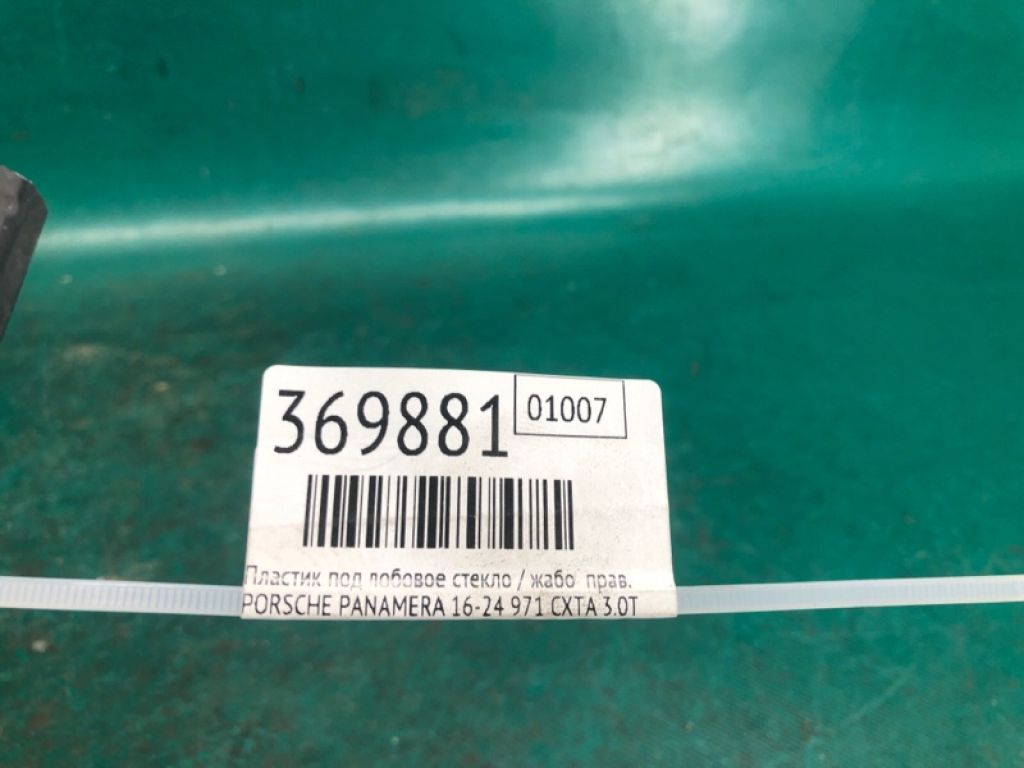 369881
01007
Пластик под лобовое стекло / жабо прав.
PORSCHE PANAMERA 16-24 971 CXTA 3.0T